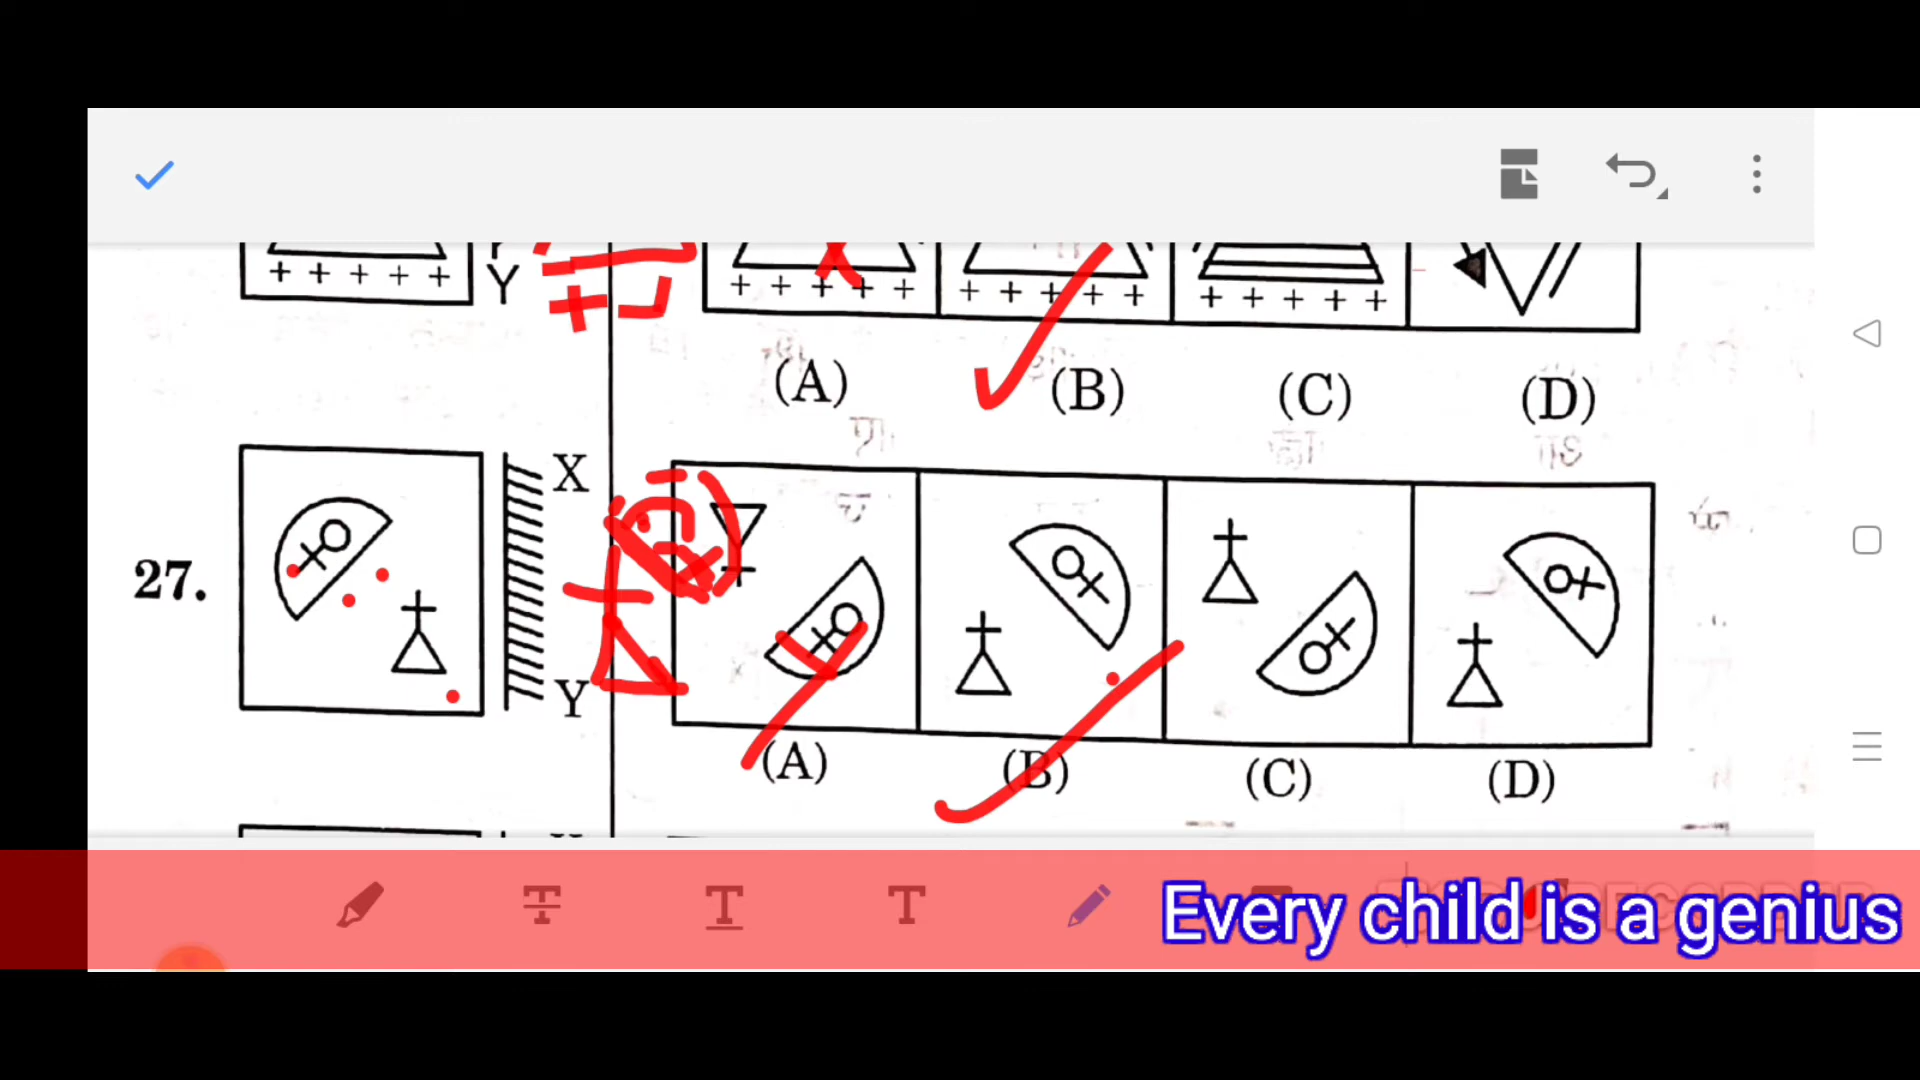 Y
(A) (B) (C) (D)
X
27.
Y
(A) (B) (C) (D)
T T T
Every child is a genius